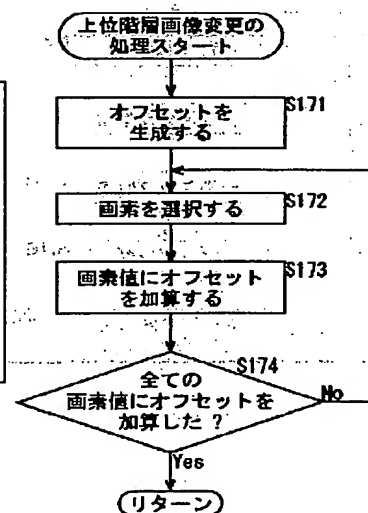 上位階層画像変更の
処理スタート
オフセットを
生成する
S171
画素を選択する
S172
画素値にオフセット
を加算する
S173
S174
全ての
画素値にオフセットを
加算した？
No
Yes
リターン